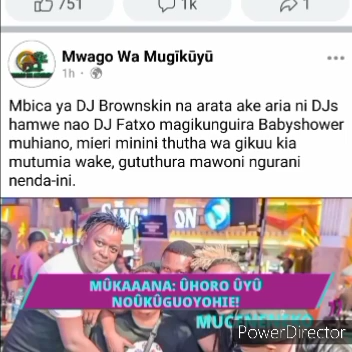 751
1k
1
Mwago Wa Mugĩkũyũ
1h
Mbica ya DJ Brownskin na arata ake aria ni DJs
hamwe nao DJ Fatxo magikunguira Babyshower
muhiano, mieri minini thutha wa gikuu kia
mutumia wake, gututhura mawoni ngurani
nenda-ini.
MŨKAAANA: ŨHORO ŨYŨ
NOŨKŨGUOYOHIE!
PowerDirector